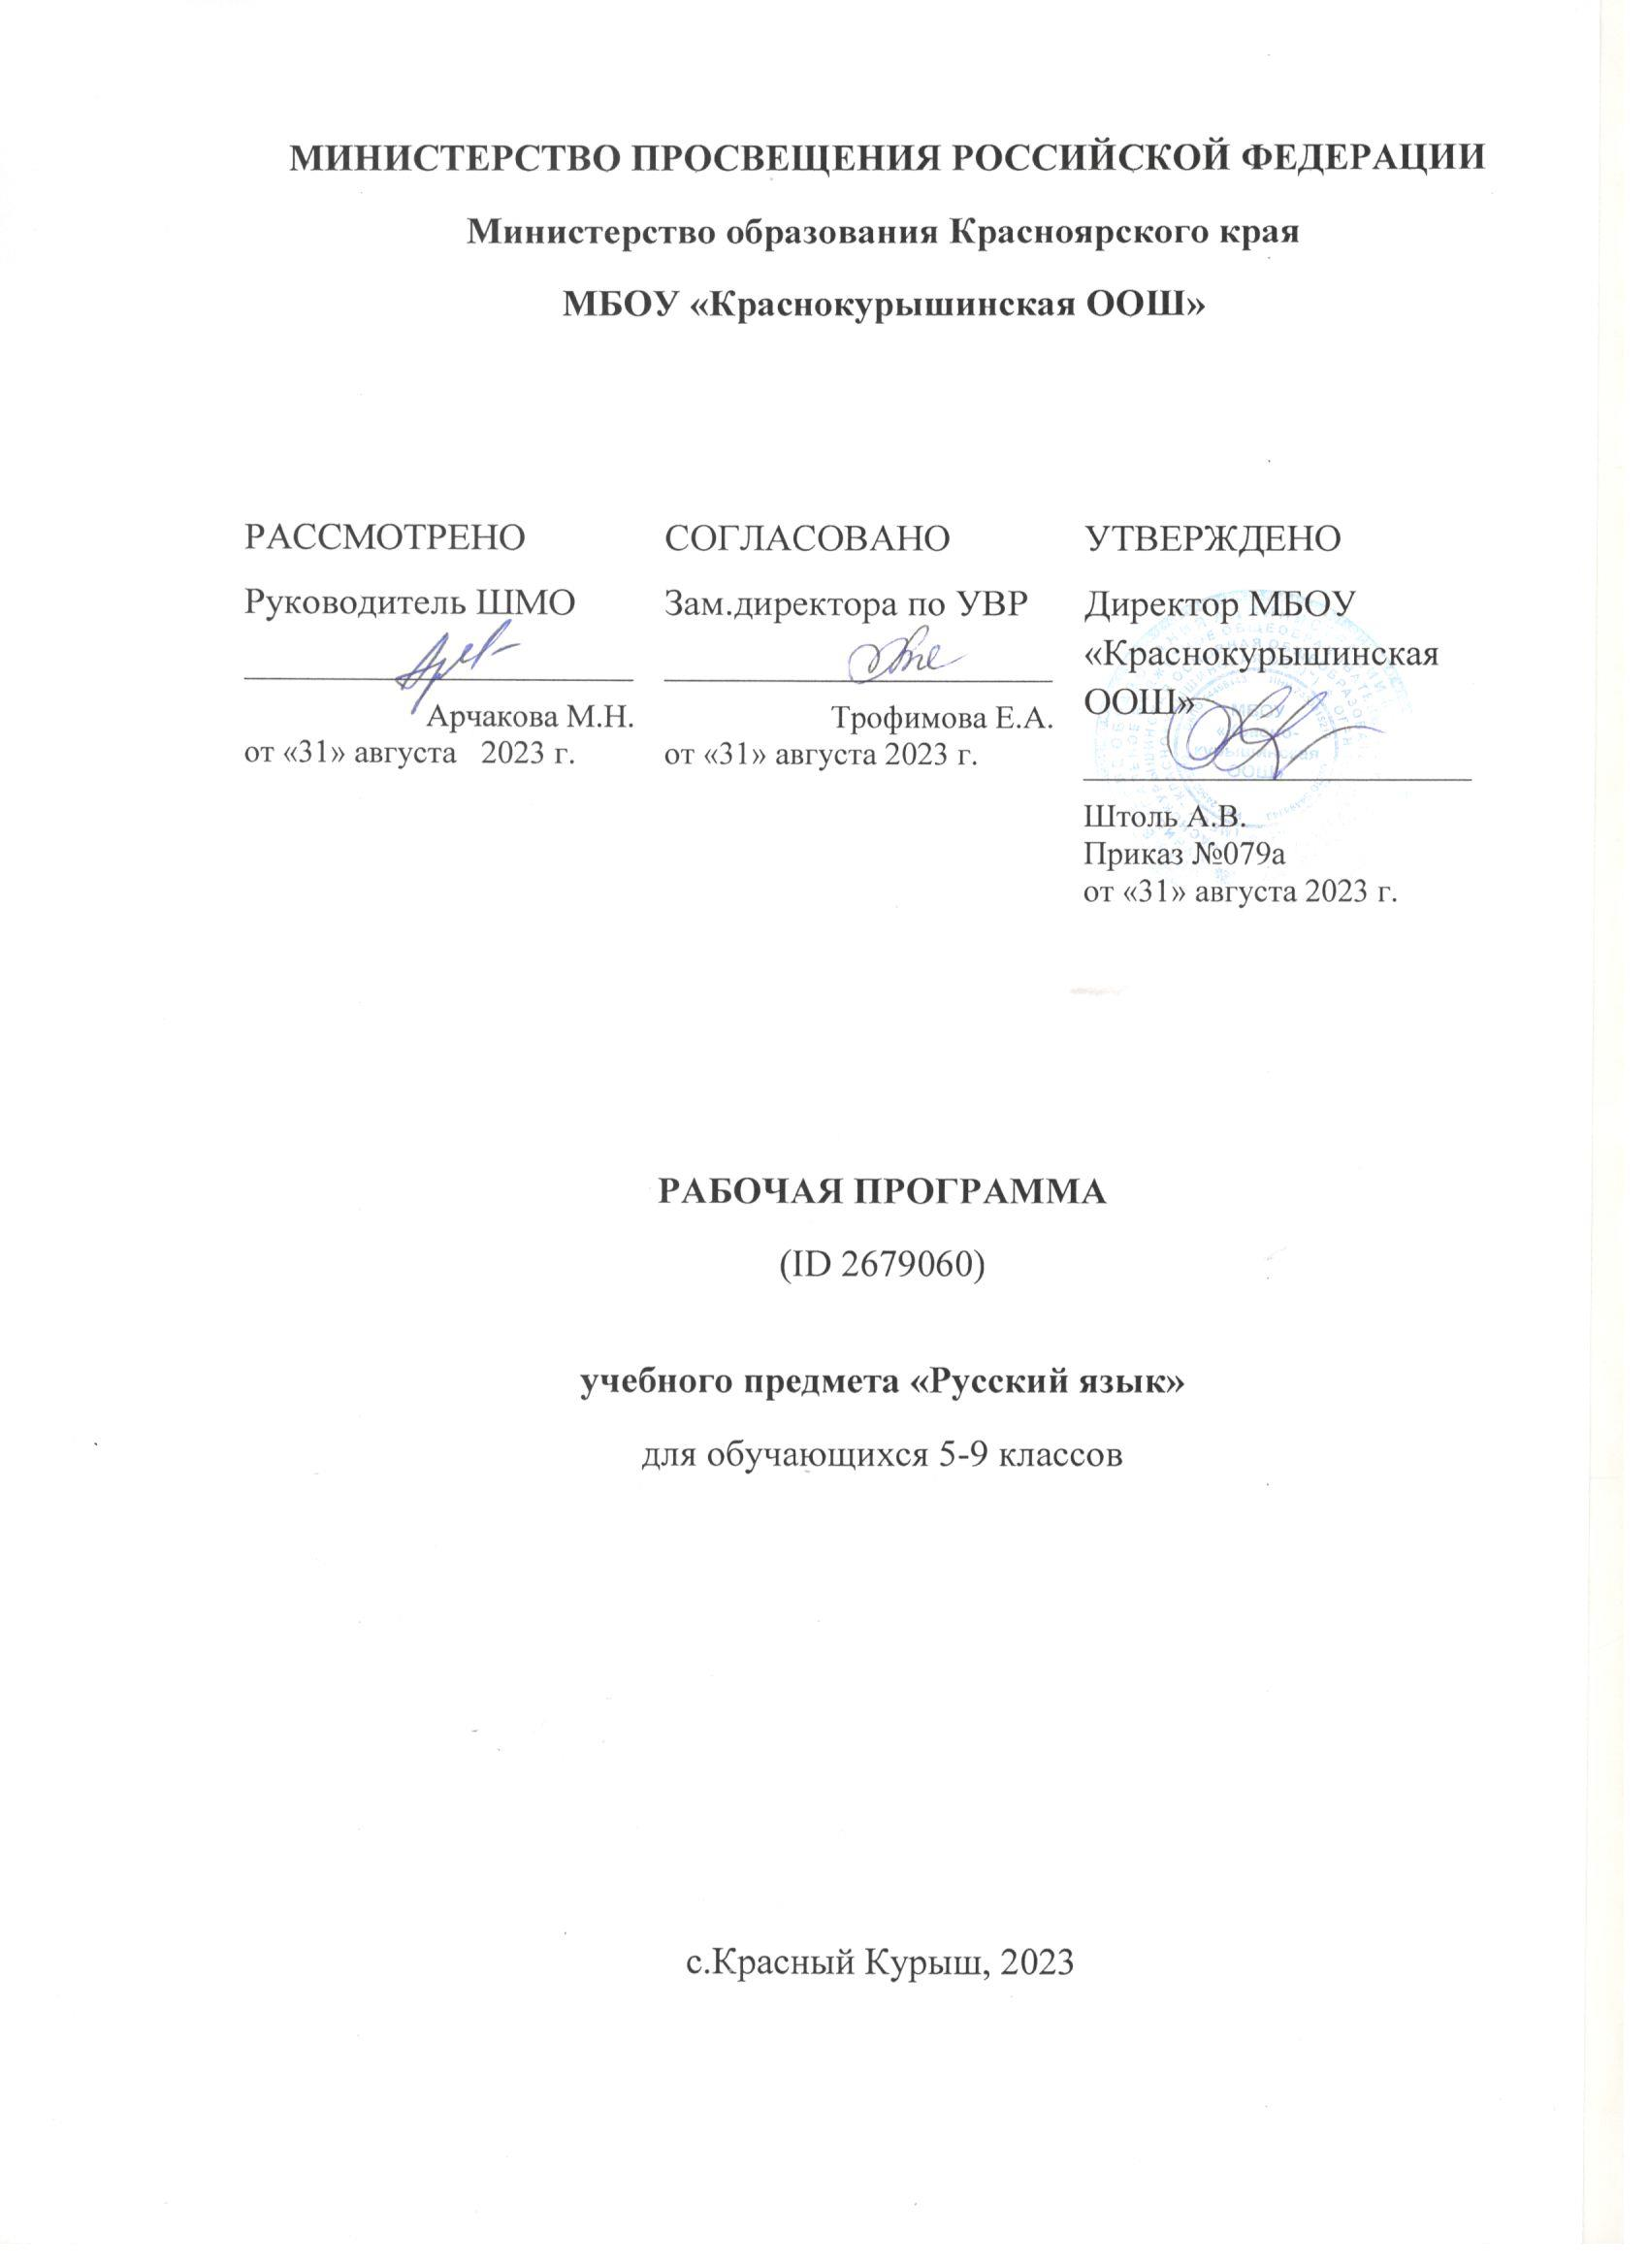 МИНИСТЕРСТВО ПРОСВЕЩЕНИЯ РОССИЙСКОЙ ФЕДЕРАЦИИ
Министерство образования Красноярского края
МБОУ «Краснокурышинская ООШ»
РАССМОТРЕНО
Руководитель ШМО
Арчакова М.Н.
от «31» августа 2023 г.
СОГЛАСОВАНО
Зам.директора по УВР
Трофимова Е.А.
от «31» августа 2023 г.
УТВЕРЖДЕНО
Директор МБОУ
«Краснокурышинская
ООШ»
Штоль А.В.
Приказ №079а
от «31» августа 2023 г.
РАБОЧАЯ ПРОГРАММА
(ID 2679060)
учебного предмета «Русский язык»
для обучающихся 5-9 классов
с.Красный Курыш, 2023